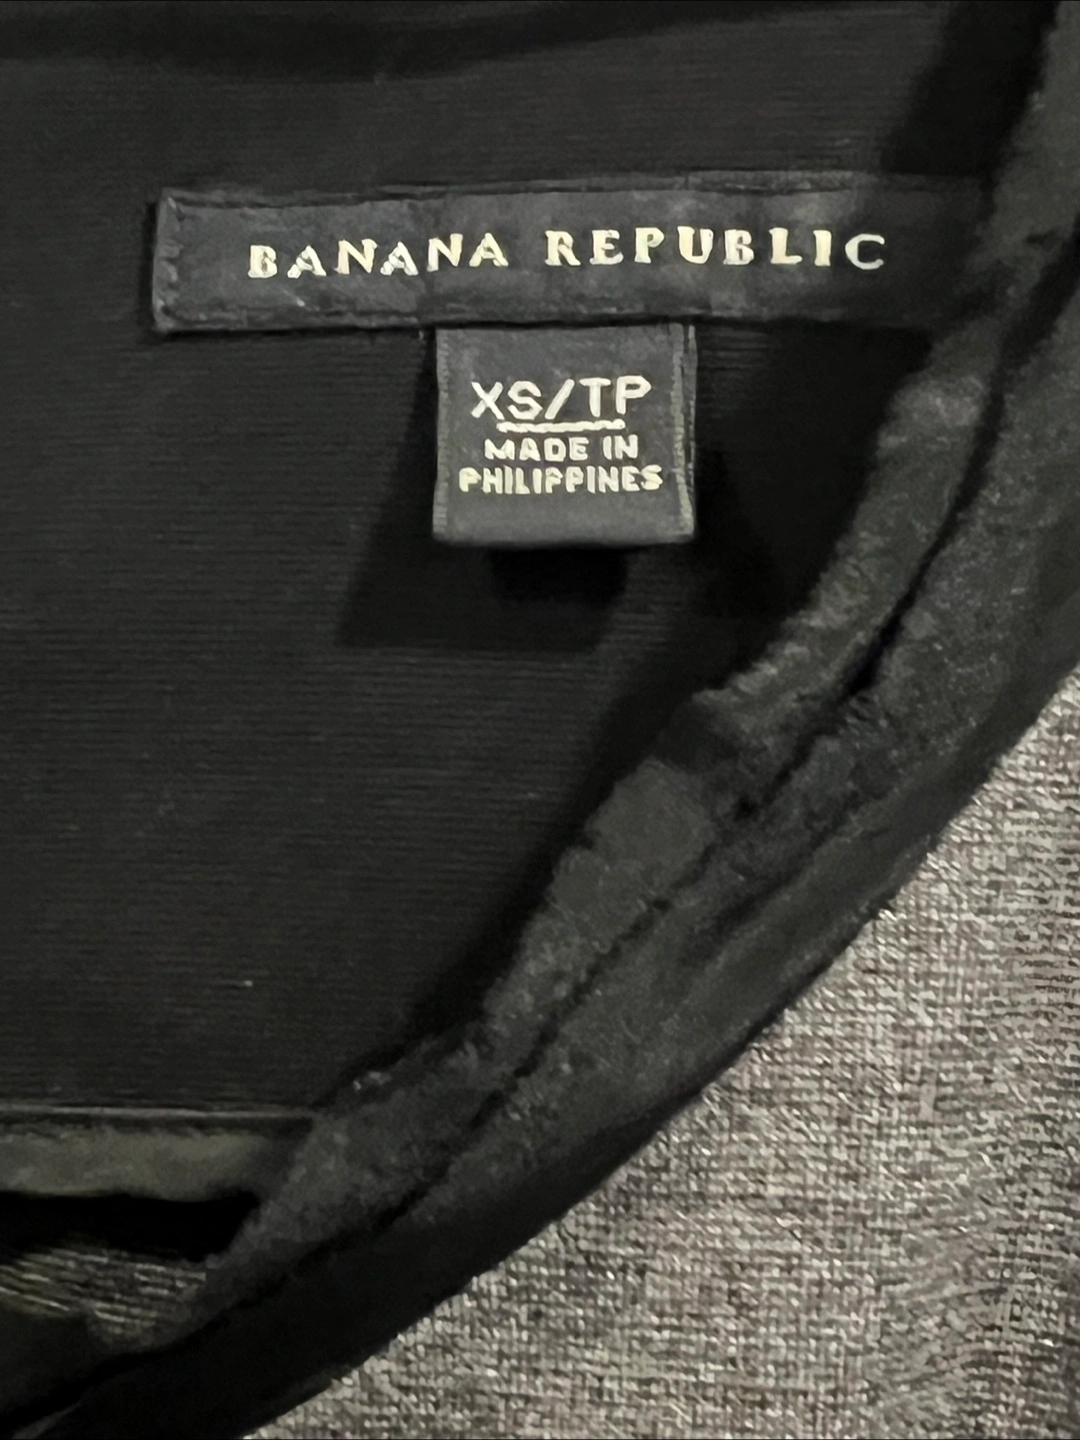 BANANA REPUBLIC
XS/TP
MADE IN
PHILIPPINES